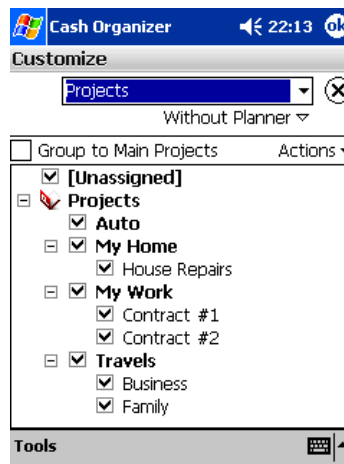 Cash Organizer 22:13 ok
Customize
Projects
Without Planner
Group to Main Projects Actions
[Unassigned]
Projects
Auto
My Home
House Repairs
My Work
Contract #1
Contract #2
Travels
Business
Family
Tools